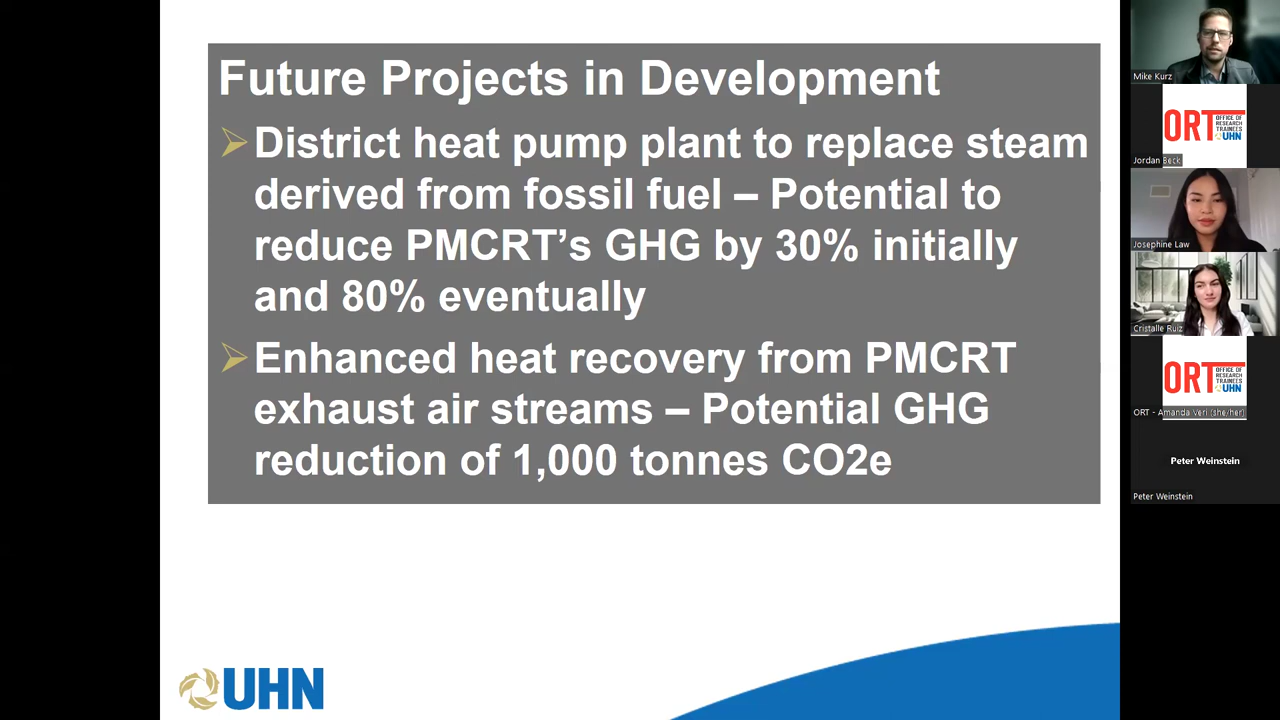 Future Projects in Development
District heat pump plant to replace steam
derived from fossil fuel – Potential to
reduce PMCRT’s GHG by 30% initially
and 80% eventually
Enhanced heat recovery from PMCRT
exhaust air streams – Potential GHG
reduction of 1,000 tonnes CO2e
UHN
Mike Kurz
ORT OFFICE OF
RESEARCH
TRAINEES
UHN
Jordan Beck
Josephine Law
Cristalle Ruiz
ORT OFFICE OF
RESEARCH
TRAINEES
UHN
ORT - Amanda Veri (she/her)
Peter Weinstein
Peter Weinstein